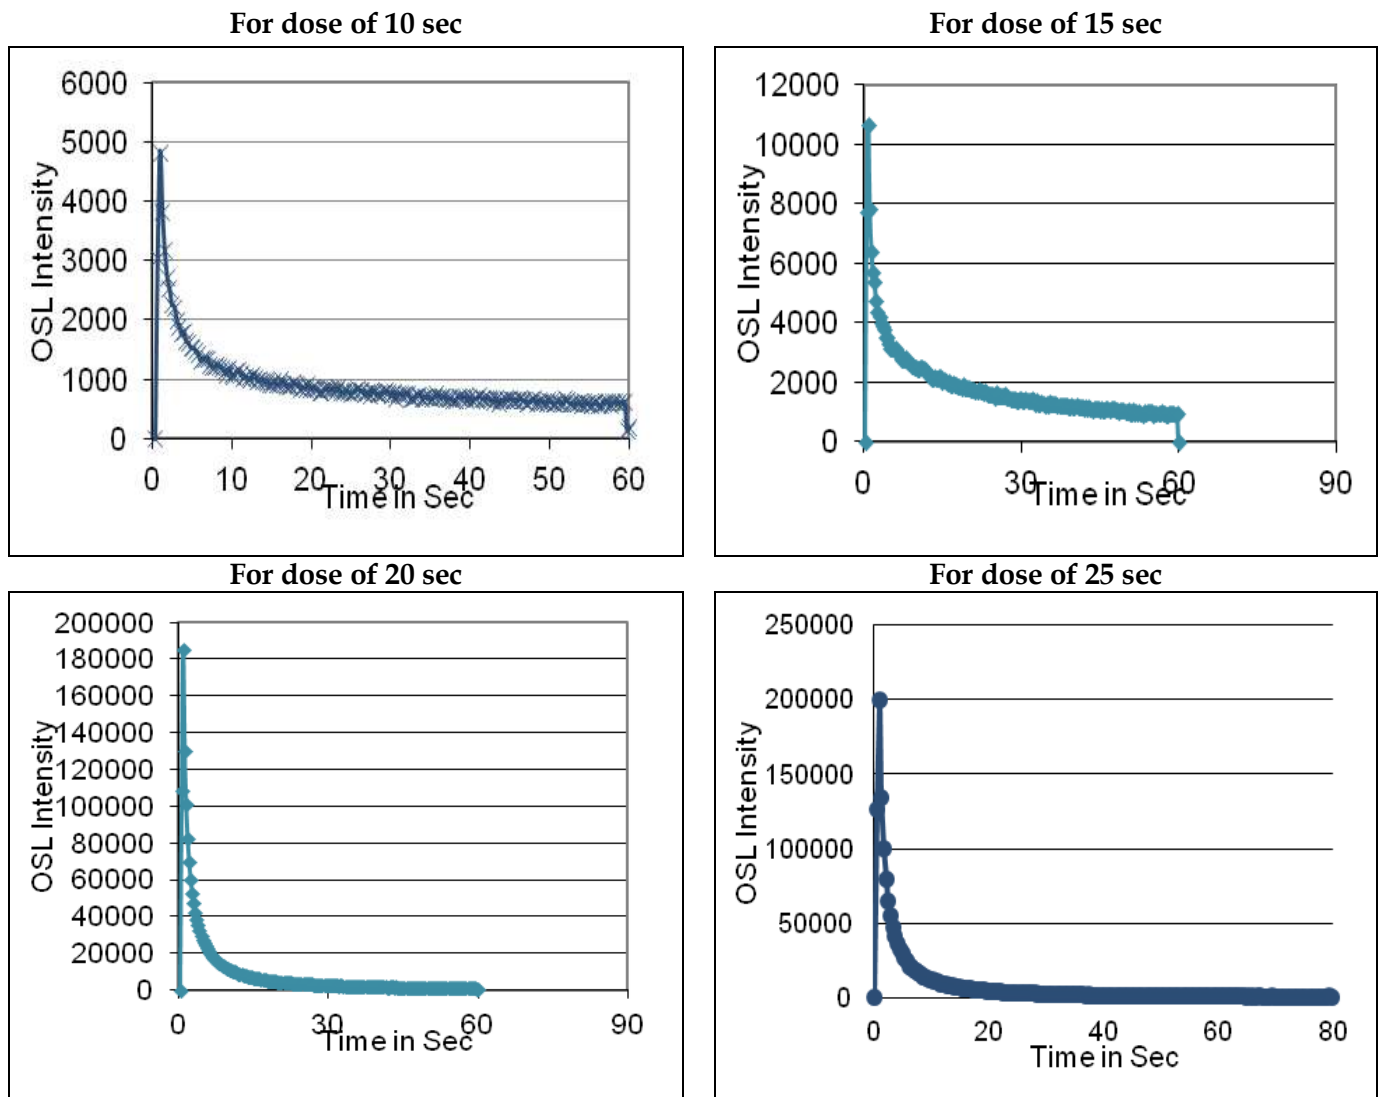 For dose of 10 sec
6000
5000
4000
3000
2000
1000
0
OSL Intensity
0 10 20 30 40 50 60
Time in Sec
For dose of 15 sec
12000
10000
8000
6000
4000
2000
0
OSL Intensity
0 30 60 90
Time in Sec
For dose of 20 sec
200000
180000
160000
140000
120000
100000
80000
60000
40000
20000
0
OSL Intensity
0 30 60 90
Time in Sec
For dose of 25 sec
250000
200000
150000
100000
50000
0
OSL Intensity
0 20 40 60 80
Time in Sec